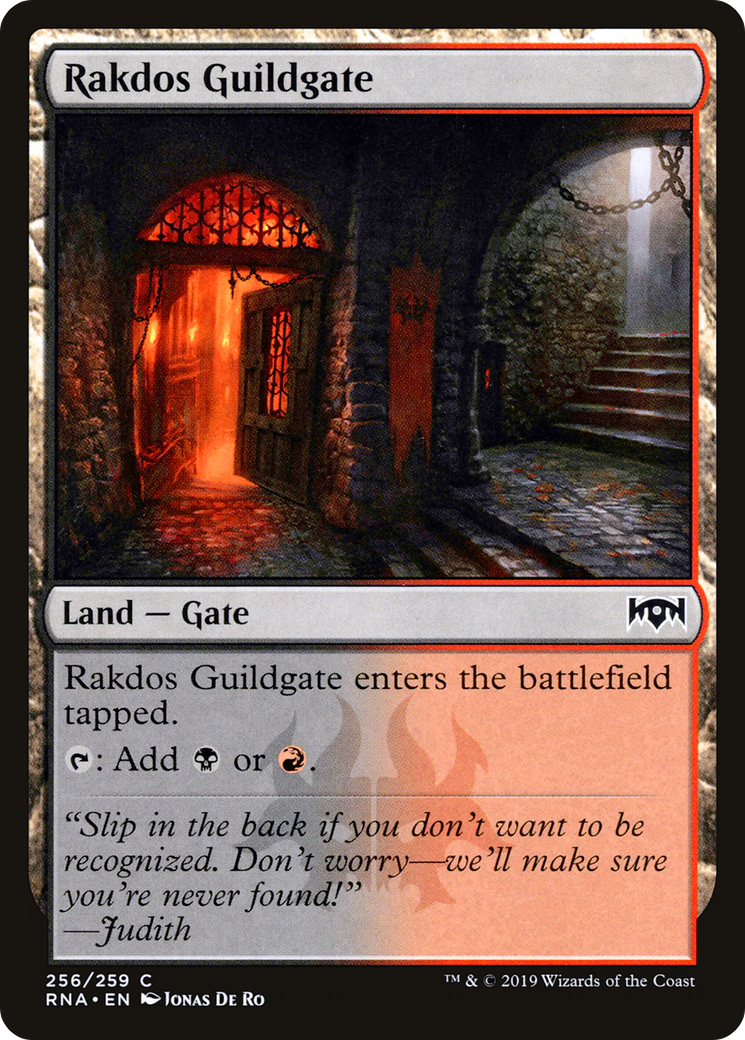 Rakdos Guildgate
Land — Gate
Rakdos Guildgate enters the battlefield
tapped.
: Add or .
“Slip in the back if you don’t want to be
recognized. Don’t worry—we’ll make sure
you’re never found!”
—Judith
256/259 C
RNA • EN Jonas De Ro
™ & © 2019 Wizards of the Coast